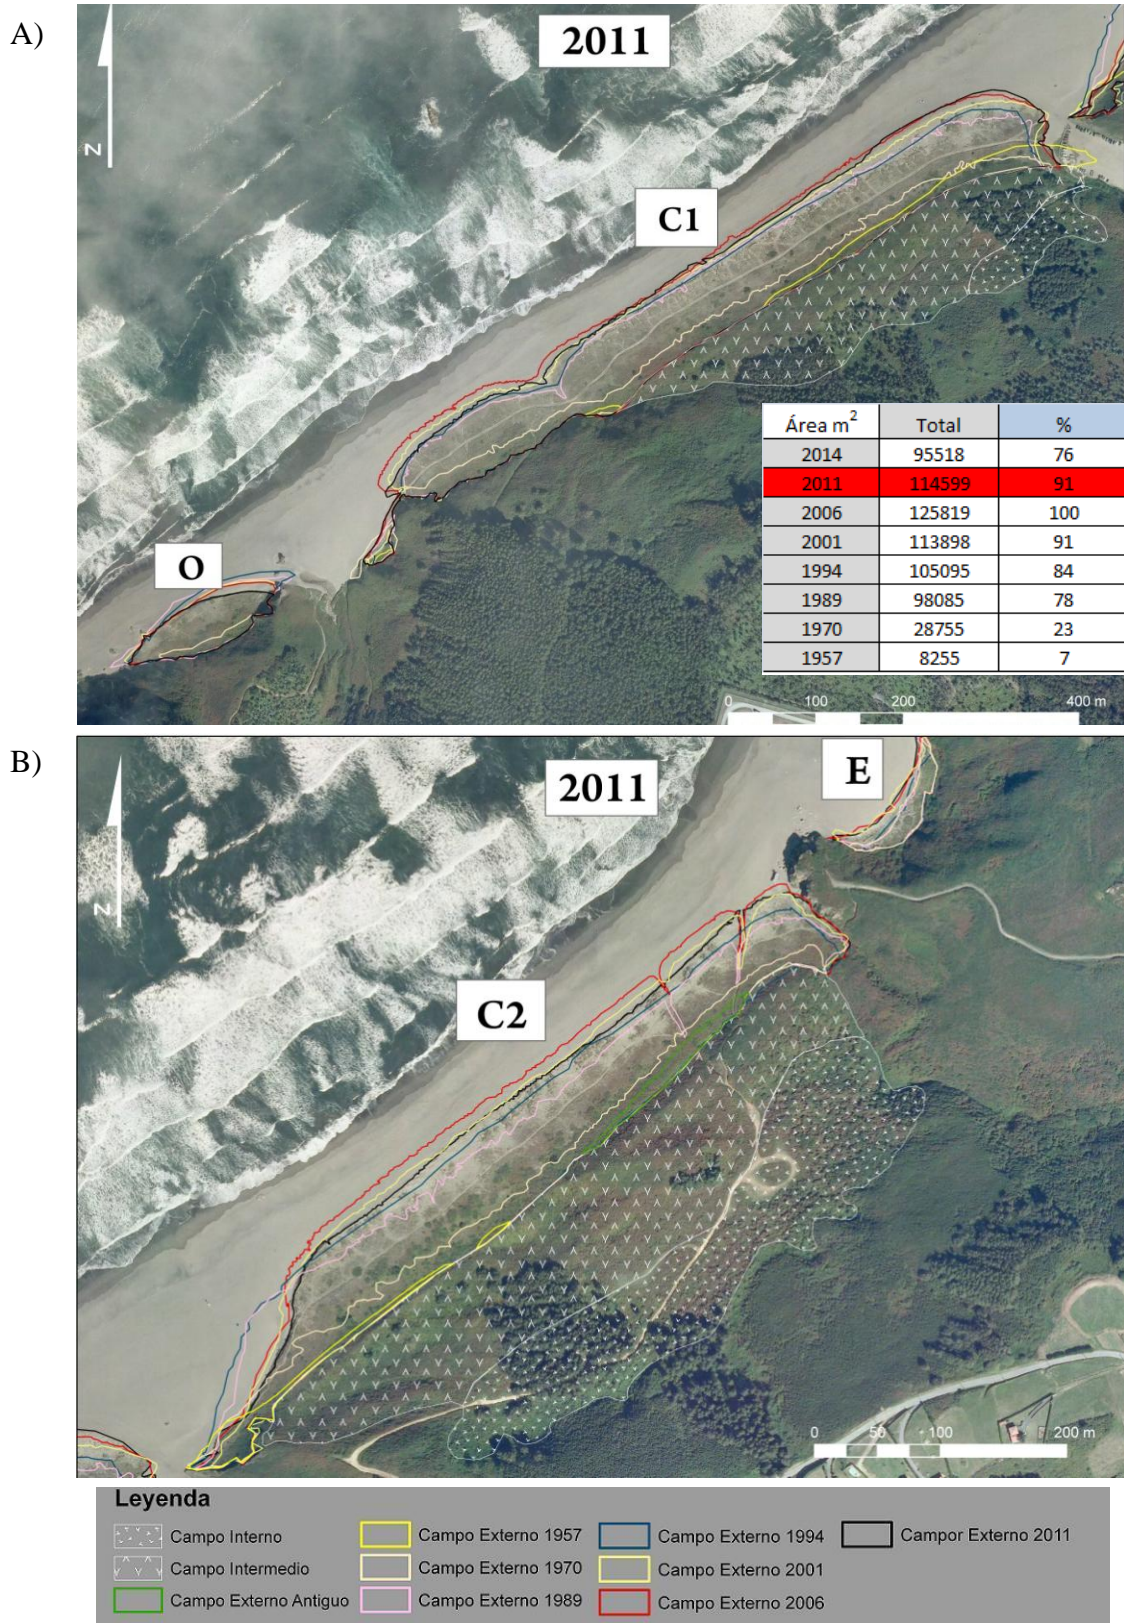 A)
2011
N
C1
O
Área m² Total %
2014 95518 76
2011 114599 91
2006 125819 100
2001 113898 91
1994 105095 84
1989 98085 78
1970 28755 23
1957 8255 7
0 100 200 400 m
B)
2011
E
N
C2
0 50 100 200 m
Leyenda
Campo Interno
Campo Externo 1957
Campo Externo 1994
Campor Externo 2011
Campo Intermedio
Campo Externo 1970
Campo Externo 2001
Campo Externo Antiguo
Campo Externo 1989
Campo Externo 2006